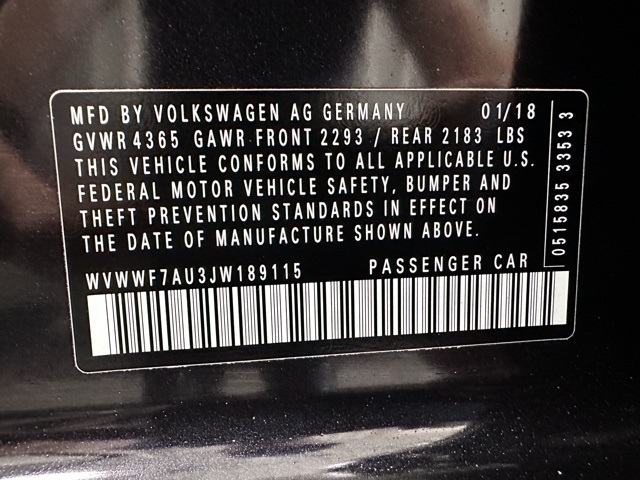 MFD BY VOLKSWAGEN AG GERMANY 01/18
GVWR 4365 GAWR FRONT 2293 / REAR 2183 LBS
THIS VEHICLE CONFORMS TO ALL APPLICABLE U.S.
FEDERAL MOTOR VEHICLE SAFETY, BUMPER AND
THEFT PREVENTION STANDARDS IN EFFECT ON
THE DATE OF MANUFACTURE SHOWN ABOVE.
WVWWF7AU3JW189115 PASSENGER CAR
0515835 3353 3